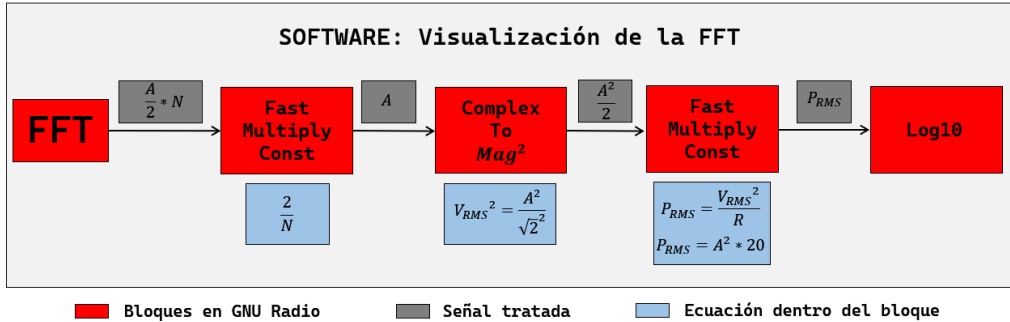 SOFTWARE: Visualización de la FFT
FFT
A/2 * N
Fast
Multiply
Const
2/N
A
Complex
To
Mag²
V_RMS² = A²/√2²
A²/2
Fast
Multiply
Const
P_RMS = V_RMS²/R
P_RMS = A² * 20
P_RMS
Log10
Bloques en GNU Radio
Señal tratada
Ecuación dentro del bloque